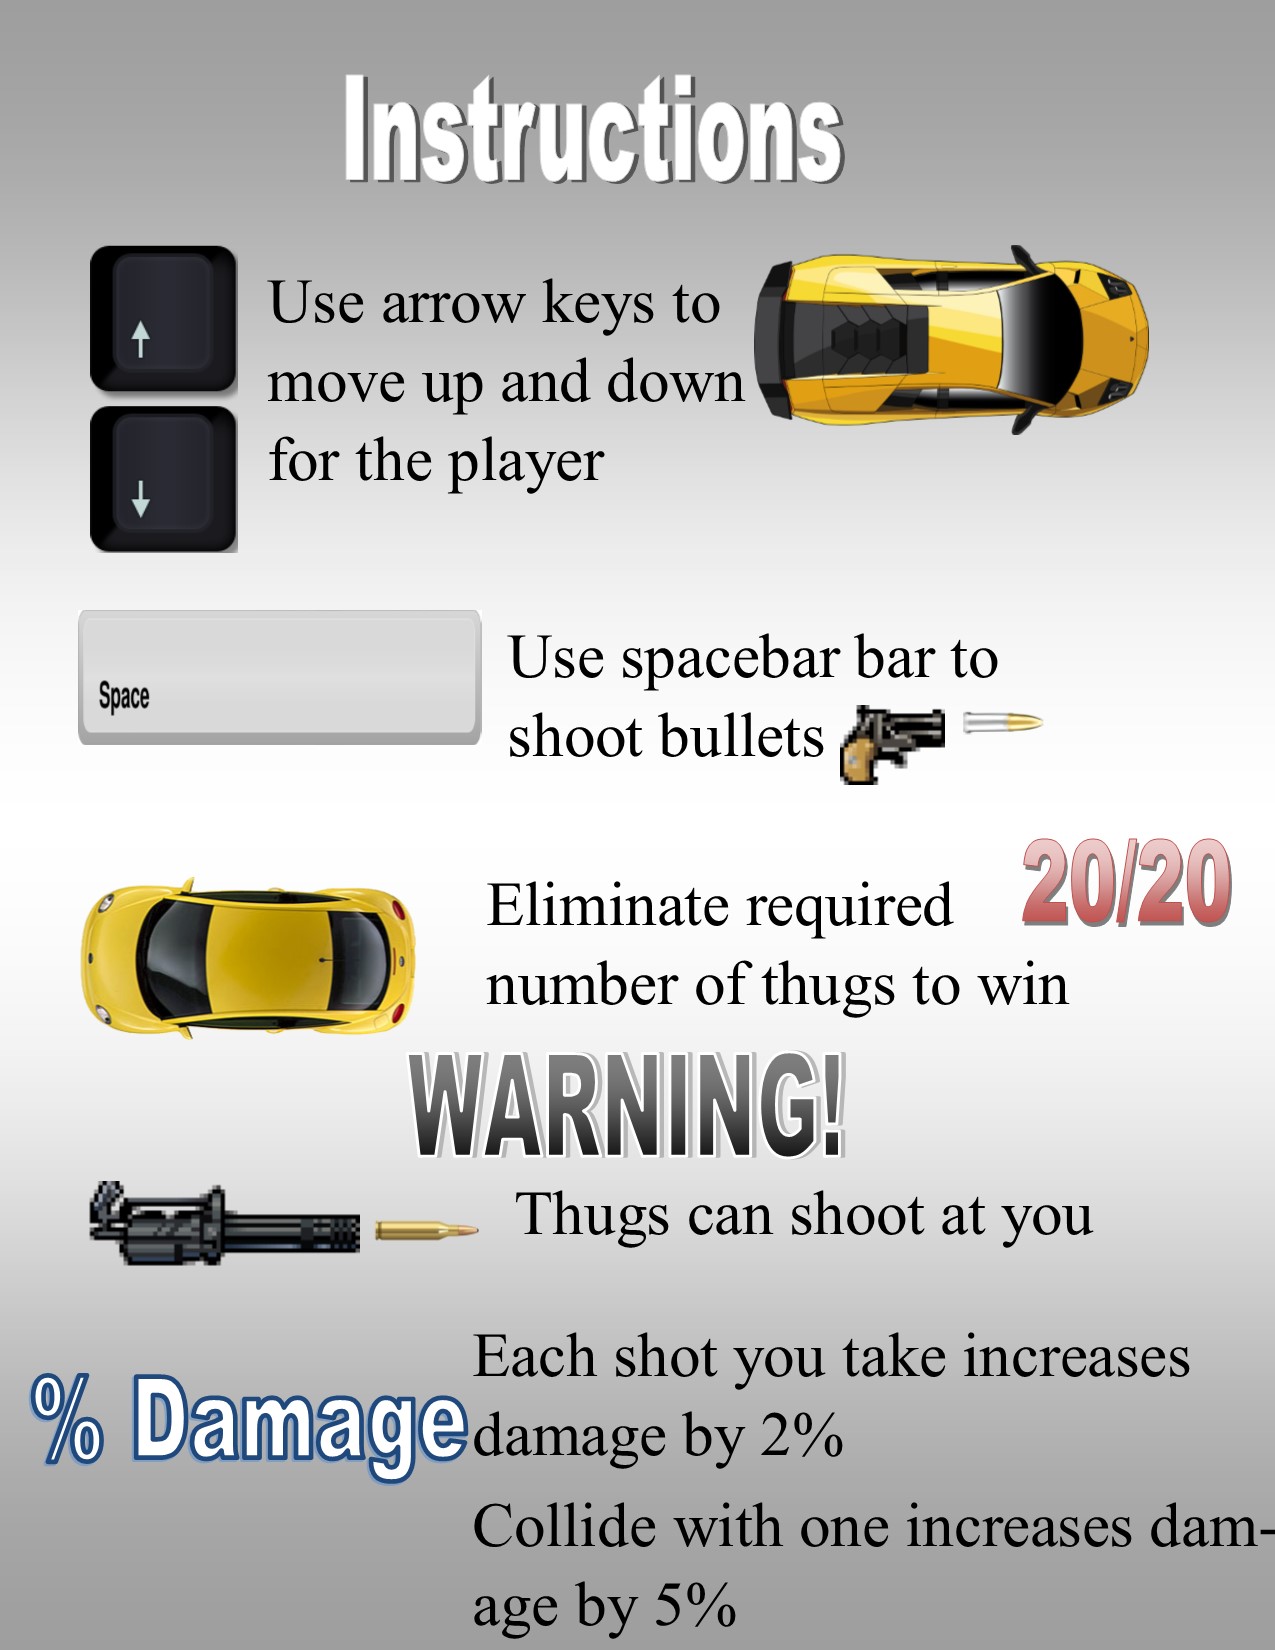 Instructions
Use arrow keys to
move up and down
for the player
Space
Use spacebar bar to
shoot bullets
20/20
Eliminate required
number of thugs to win
WARNING!
Thugs can shoot at you
% Damage
Each shot you take increases
damage by 2%
Collide with one increases dam-
age by 5%